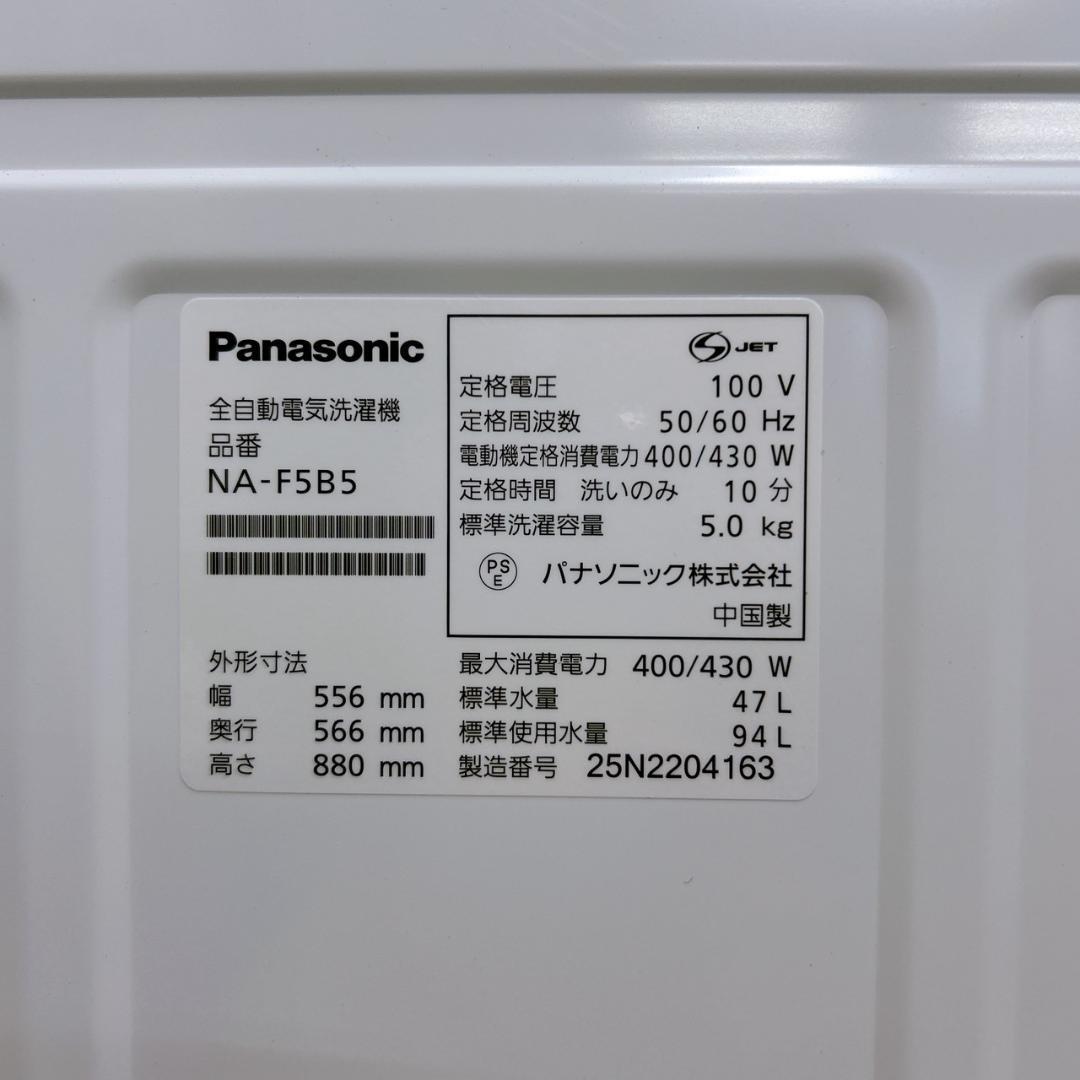 Panasonic
全自動電気洗濯機
品番
NA-F5B5
JET
定格電圧 100 V
定格周波数 50/60 Hz
電動機定格消費電力 400/430 W
定格時間 洗いのみ 10 分
標準洗濯容量 5.0 kg
PS
E
パナソニック株式会社
中国製
外形寸法
幅 556 mm
奥行 566 mm
高さ 880 mm
最大消費電力 400/430 W
標準水量 47 L
標準使用水量 94 L
製造番号 25N2204163